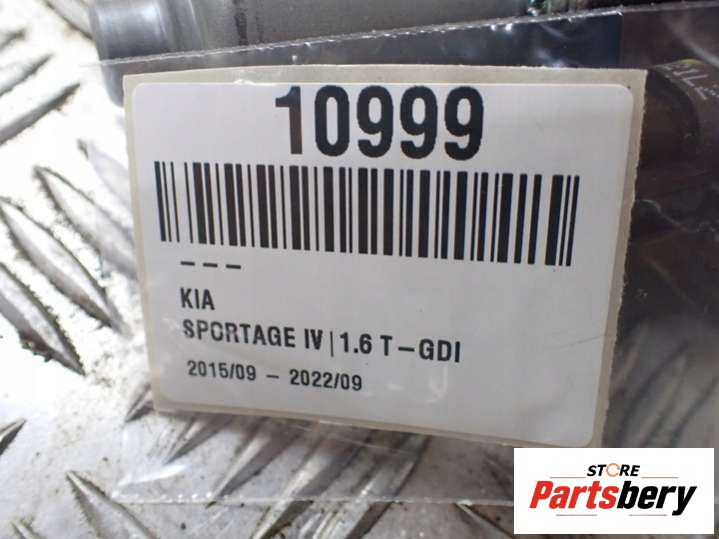 10999
– – –
KIA
SPORTAGE IV | 1.6 T-GDI
2015/09 - 2022/09
STORE
Partsbery